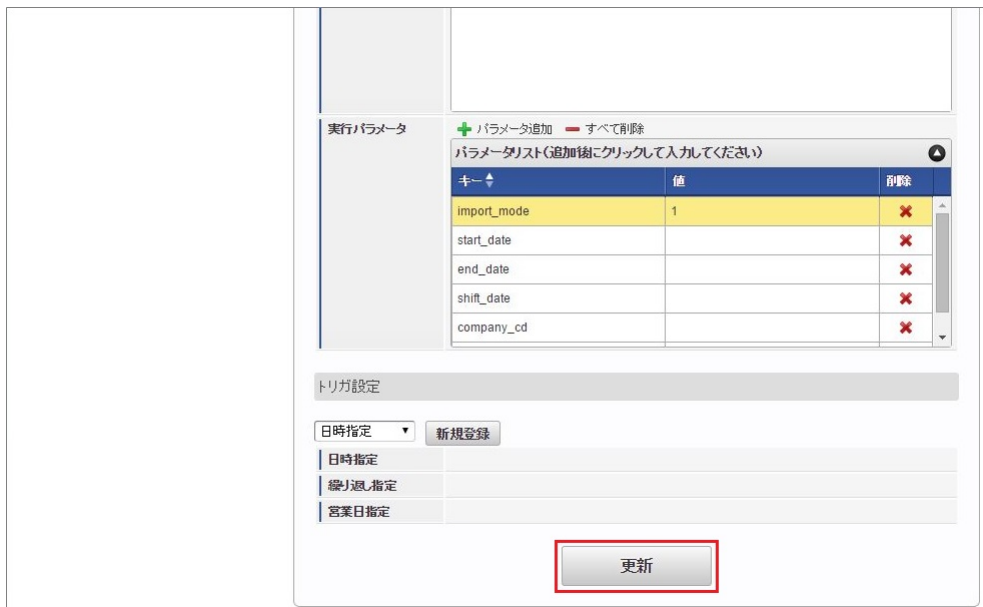 実行パラメータ
パラメータ追加 すべて削除
パラメータリスト(追加後にクリックして入力してください)
キー 値 削除
import_mode 1
start_date
end_date
shift_date
company_cd
トリガ設定
日時指定 新規登録
日時指定
繰り返し指定
営業日指定
更新